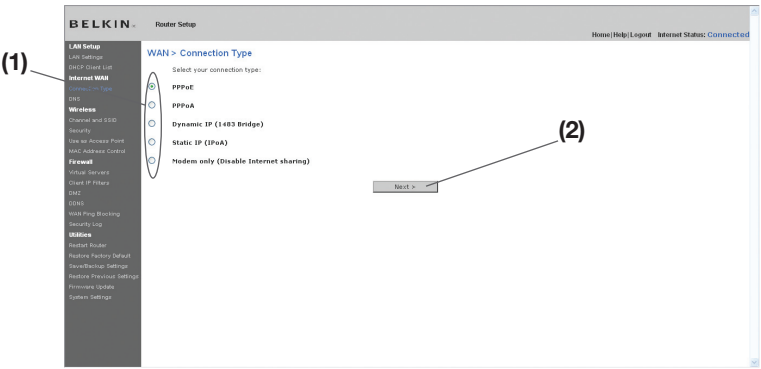 BELKIN® Router Setup
Home|Help|Logout Internet Status: Connected
(1)
(2)
LAN Setup
LAN Settings
DHCP Client List
Internet WAN
Connection Type
DNS
Wireless
Channel and SSID
Security
Use as Access Point
MAC Address Control
Firewall
Virtual Servers
Client IP Filters
DMZ
DDNS
WAN Ping Blocking
Security Log
Utilities
Restart Router
Restore Factory Default
Save/Backup Settings
Restore Previous Settings
Firmware Update
System Settings
WAN > Connection Type
Select your connection type:
PPPoE
PPPoA
Dynamic IP (1483 Bridge)
Static IP (IPoA)
Modem only (Disable Internet sharing)
Next >